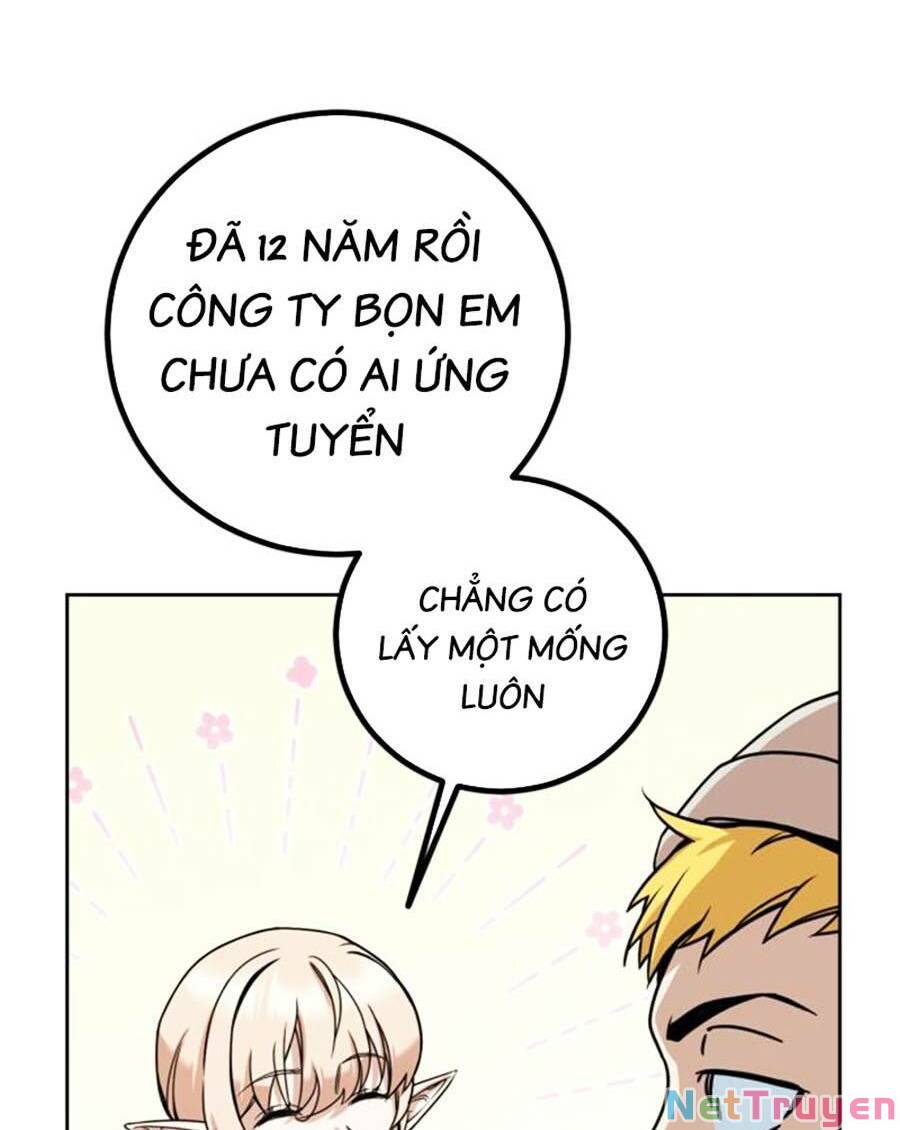 ĐÃ 12 NĂM RỒI
CÔNG TY BỌN EM
CHƯA CÓ AI ỨNG
TUYỂN
CHẲNG CÓ
LẤY MỘT MỐNG
LUÔN
NetTruyen